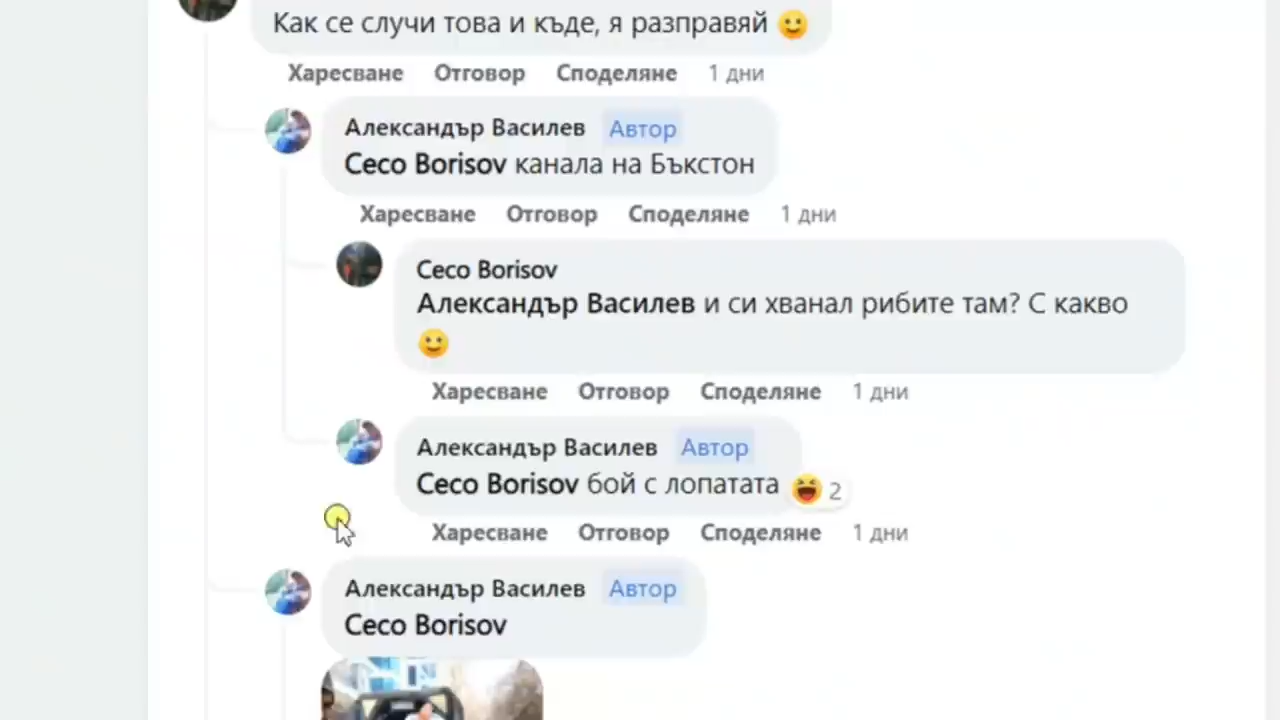 Как се случи това и къде, я разправяй
Харесване Отговор Споделяне 1 дни
Александър Василев Автор
Ceco Borisov канала на Бъкстон
Харесване Отговор Споделяне 1 дни
Ceco Borisov
Александър Василев и си хванал рибите там? С какво
Харесване Отговор Споделяне 1 дни
Александър Василев Автор
Ceco Borisov бой с лопатата 2
Харесване Отговор Споделяне 1 дни
Александър Василев Автор
Ceco Borisov